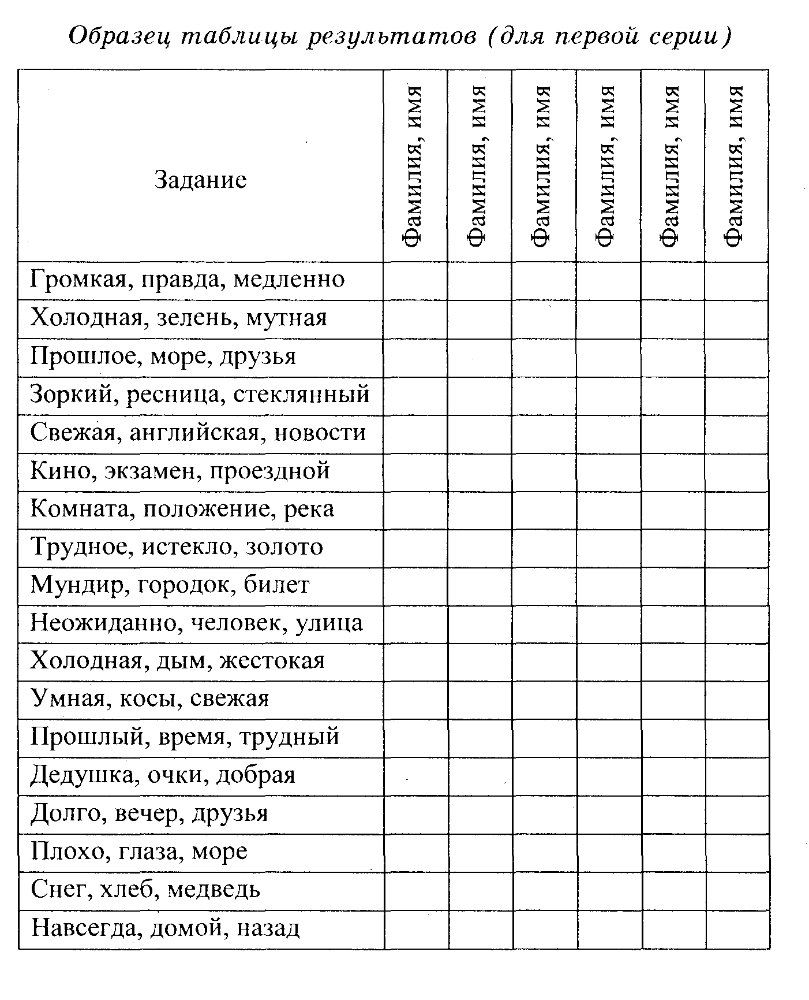 Образец таблицы результатов (для первой серии)
Задание
Фамилия, имя
Фамилия, имя
Фамилия, имя
Фамилия, имя
Фамилия, имя
Фамилия, имя
Громкая, правда, медленно
Холодная, зелень, мутная
Прошлое, море, друзья
Зоркий, ресница, стеклянный
Свежая, английская, новости
Кино, экзамен, проездной
Комната, положение, река
Трудное, истекло, золото
Мундир, городок, билет
Неожиданно, человек, улица
Холодная, дым, жестокая
Умная, косы, свежая
Прошлый, время, трудный
Дедушка, очки, добрая
Долго, вечер, друзья
Плохо, глаза, море
Снег, хлеб, медведь
Навсегда, домой, назад